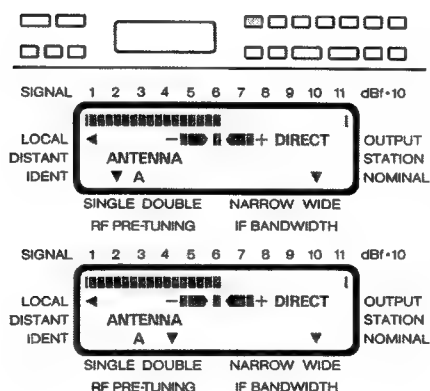 SIGNAL 1 2 3 4 5 6 7 8 9 10 11 dBf•10
LOCAL − + DIRECT OUTPUT
DISTANT ANTENNA STATION
IDENT A NOMINAL
SINGLE DOUBLE NARROW WIDE
RF PRE-TUNING IF BANDWIDTH
SIGNAL 1 2 3 4 5 6 7 8 9 10 11 dBf•10
LOCAL − + DIRECT OUTPUT
DISTANT ANTENNA STATION
IDENT A NOMINAL
SINGLE DOUBLE NARROW WIDE
RF PRE-TUNING IF BANDWIDTH